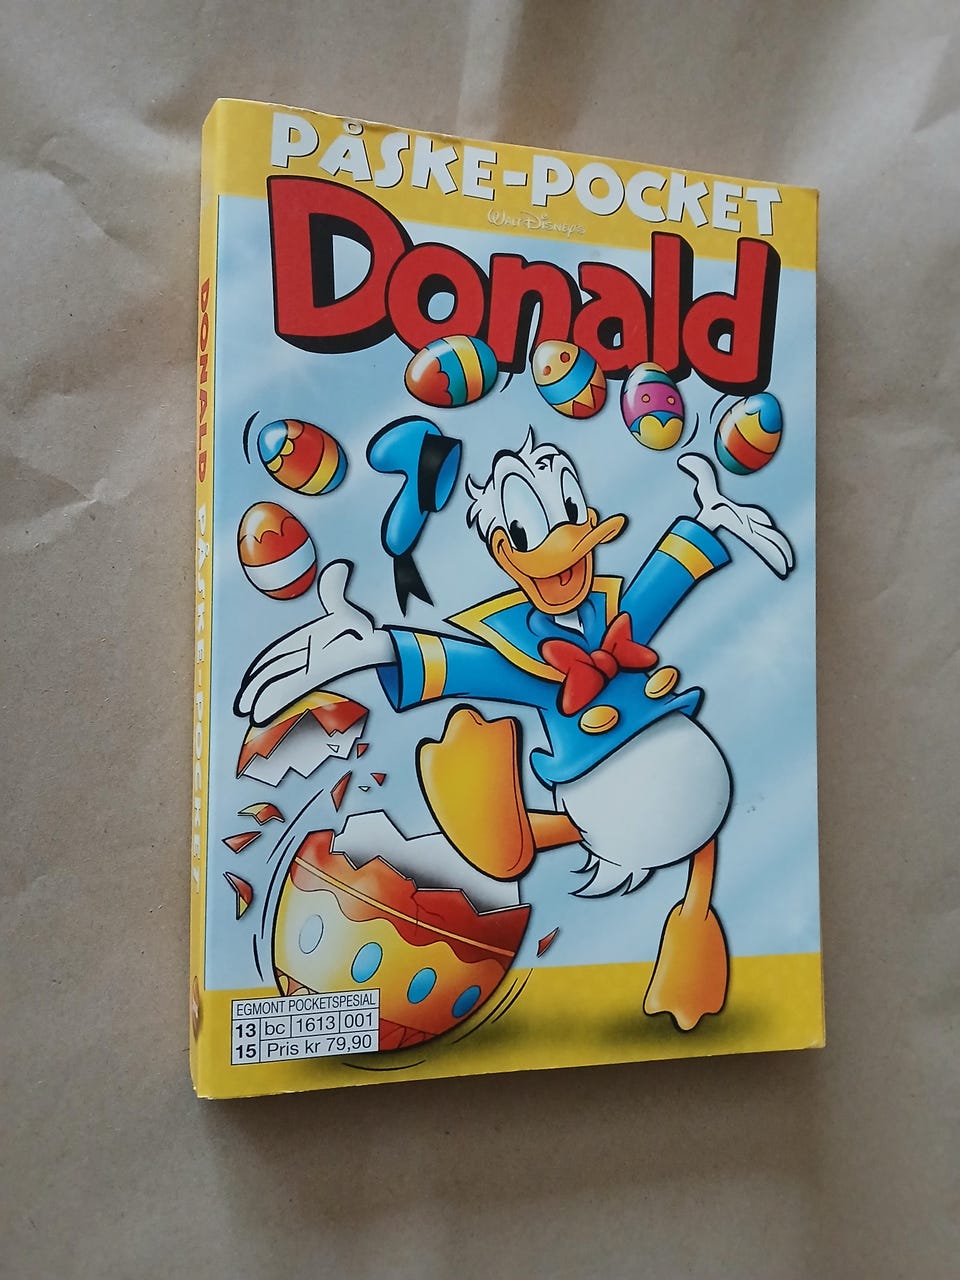 PÅSKE-POCKET
WALT DISNEY'S
Donald
DONALD PÅSKE-POCKET
EGMONT POCKETSPESIAL
13 bc 1613 001
15 Pris kr 79,90